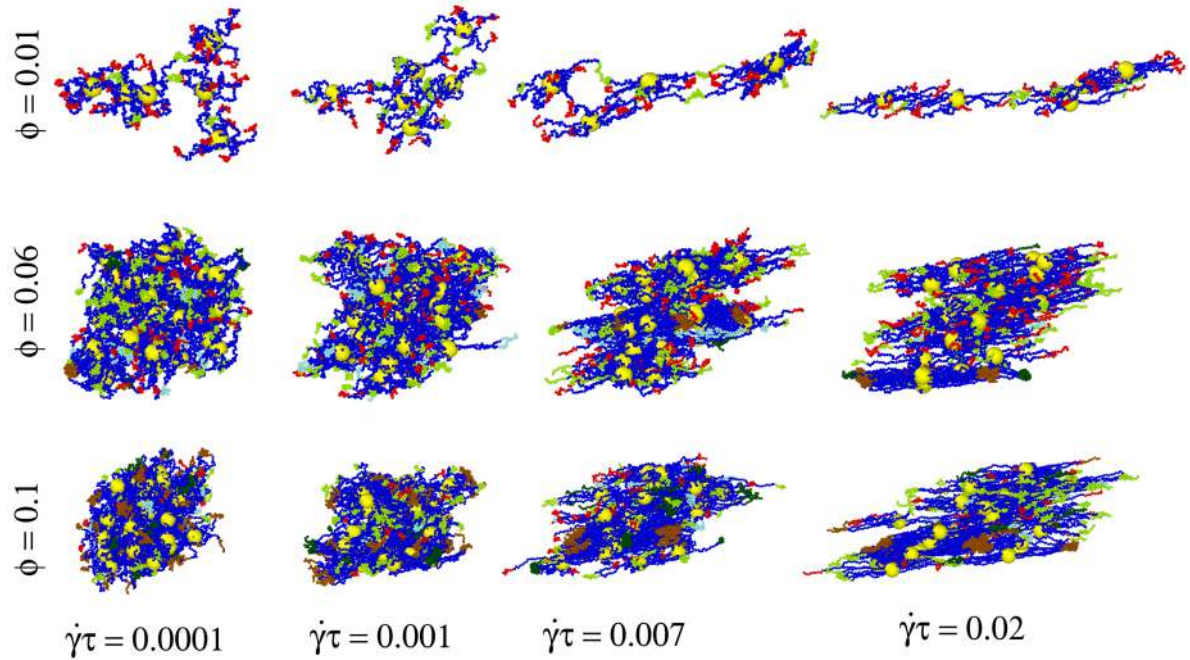 ϕ = 0.01
ϕ = 0.06
ϕ = 0.1
γ̇τ = 0.0001
γ̇τ = 0.001
γ̇τ = 0.007
γ̇τ = 0.02